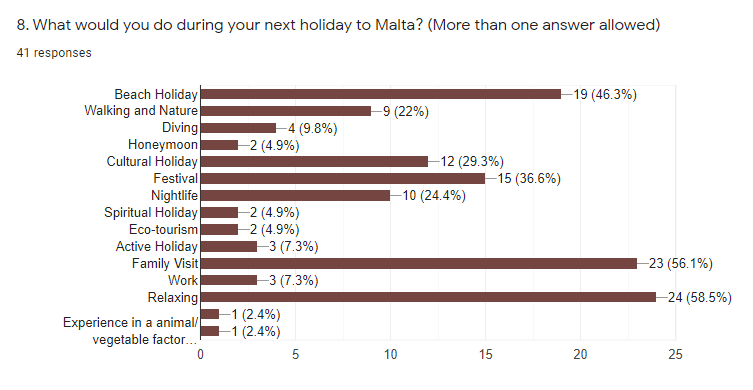 8. What would you do during your next holiday to Malta? (More than one answer allowed)
41 responses
Beach Holiday 19 (46.3%)
Walking and Nature 9 (22%)
Diving 4 (9.8%)
Honeymoon 2 (4.9%)
Cultural Holiday 12 (29.3%)
Festival 15 (36.6%)
Nightlife 10 (24.4%)
Spiritual Holiday 2 (4.9%)
Eco-tourism 2 (4.9%)
Active Holiday 3 (7.3%)
Family Visit 23 (56.1%)
Work 3 (7.3%)
Relaxing 24 (58.5%)
1 (2.4%)
Experience in a animal/ 1 (2.4%)
vegetable factor…
0 5 10 15 20 25